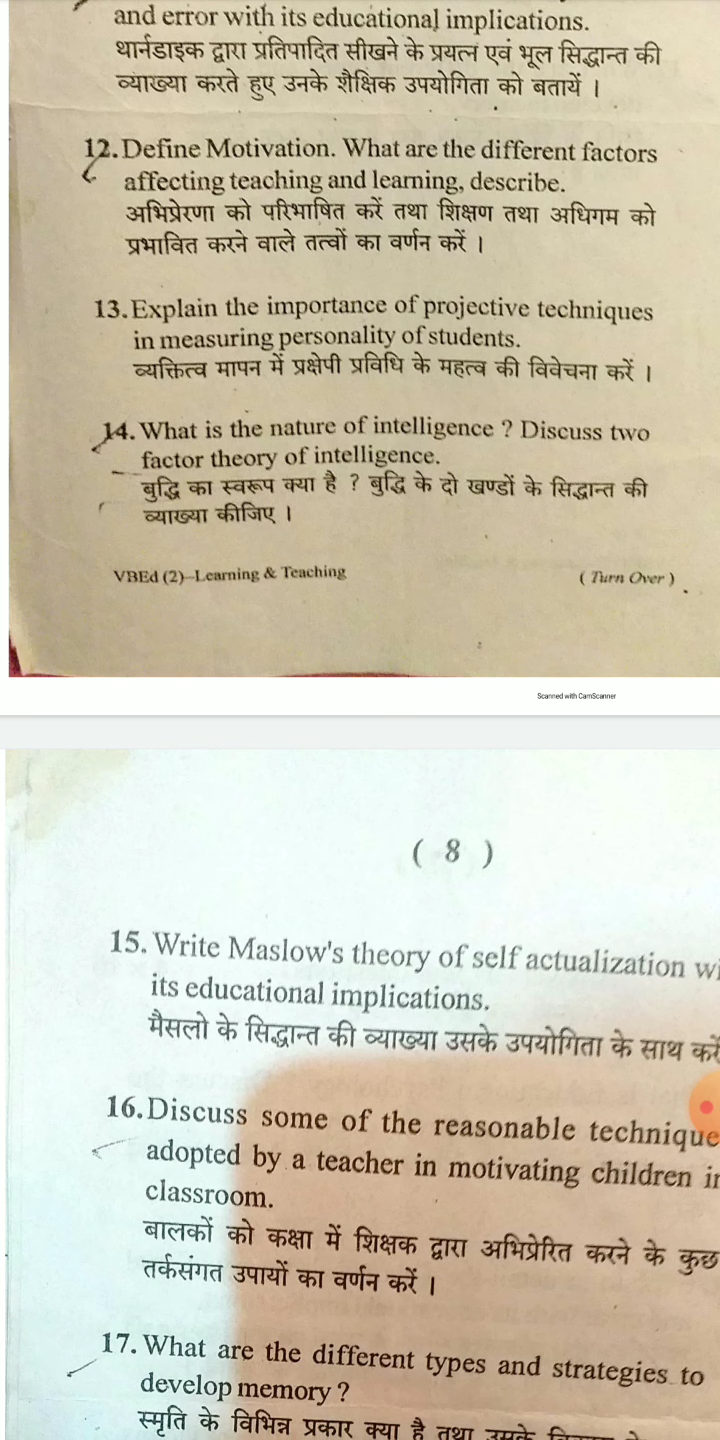 and error with its educational implications.
थार्नडाइक द्वारा प्रतिपादित सीखने के प्रयत्न एवं भूल सिद्धान्त की
व्याख्या करते हुए उनके शैक्षिक उपयोगिता को बतायें ।
12. Define Motivation. What are the different factors
affecting teaching and learning, describe.
अभिप्रेरणा को परिभाषित करें तथा शिक्षण तथा अधिगम को
प्रभावित करने वाले तत्वों का वर्णन करें ।
13. Explain the importance of projective techniques
in measuring personality of students.
व्यक्तित्व मापन में प्रक्षेपी प्रविधि के महत्व की विवेचना करें ।
14. What is the nature of intelligence ? Discuss two
factor theory of intelligence.
बुद्धि का स्वरूप क्या है ? बुद्धि के दो खण्डों के सिद्धान्त की
व्याख्या कीजिए ।
VBEd (2)–Learning & Teaching ( Turn Over )
Scanned with CamScanner
( 8 )
15. Write Maslow's theory of self actualization
its educational implications.
मैसलो के सिद्धान्त की व्याख्या उसके उपयोगिता के साथ करें
16. Discuss some of the reasonable technique
adopted by a teacher in motivating children
classroom.
बालकों को कक्षा में शिक्षक द्वारा अभिप्रेरित करने के कुछ
तर्कसंगत उपायों का वर्णन करें ।
17. What are the different types and strategies to
develop memory ?
स्मृति के विभिन्न प्रकार क्या है तथा उसके